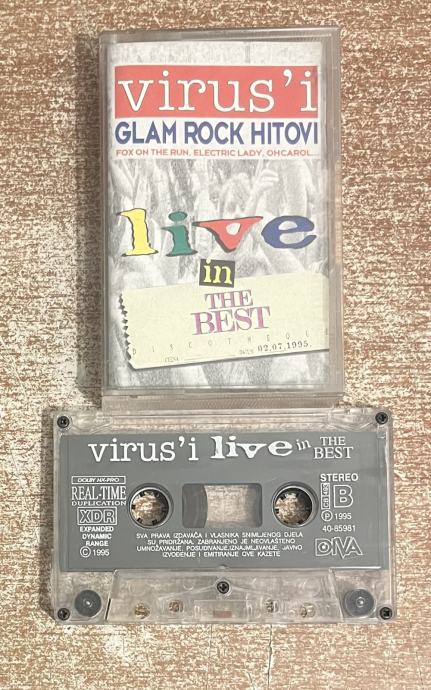 virus'i
GLAM ROCK HITOVI
FOX ON THE RUN, ELECTRIC LADY, OH CAROL...
live
in
THE
BEST
DISCOTHEQUE
02.07.1995.
virus'i live in THE BEST
DOLBY HX-PRO
REAL-TIME
DUPLICATION
XDR
EXPANDED
DYNAMIIC
RANGE
© 1995
SVA PRAVA IZDAVAČA I VLASNIKA SNIMLJENOG DJELA
SU PRIDRŽANA. ZABRANJENO JE NEOVLAŠTENO
UMNOŽAVANJE, POSUĐIVANJE, IZNAJMLJIVANJE, JAVNO
IZVOĐENJE I EMITIRANJE OVE KAZETE
STEREO
B
℗ 1995
40-85981
DIVA